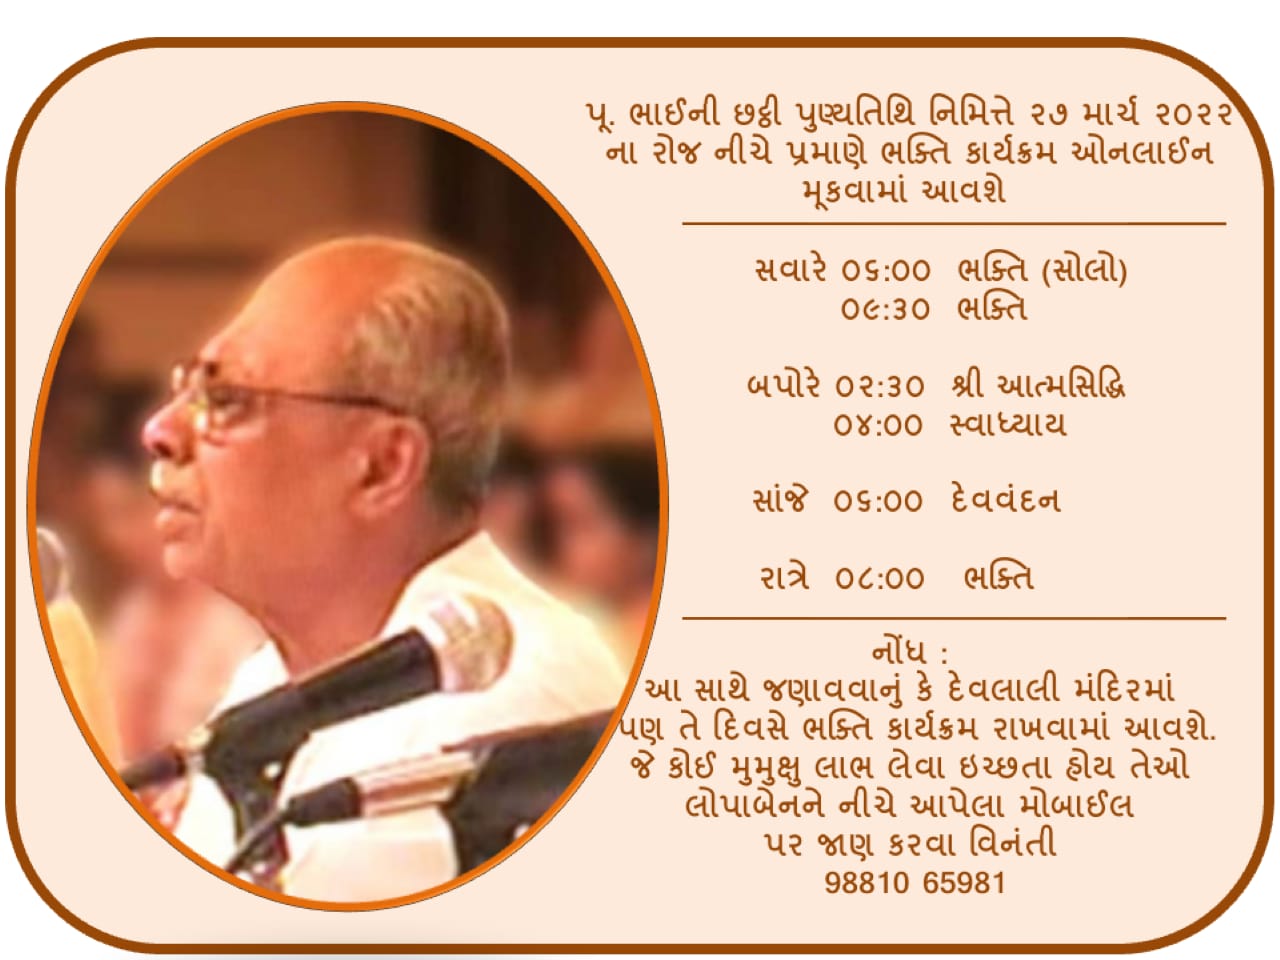 પૂ. ભાઈની છઠ્ઠી પુણ્યતિથિ નિમિત્તે ૨૭ માર્ચ ૨૦૨૨
ના રોજ નીચે પ્રમાણે ભક્તિ કાર્યક્રમ ઓનલાઈન
મૂકવામાં આવશે
સવારે ૦૬:૦૦ ભક્તિ (સોલો)
૦૯:૩૦ ભક્તિ
બપોરે ૦૨:૩૦ શ્રી આત્મસિદ્ધિ
૦૪:૦૦ સ્વાધ્યાય
સાંજે ૦૬:૦૦ દેવવંદન
રાત્રે ૦૮:૦૦ ભક્તિ
નોંધ :
આ સાથે જણાવવાનું કે દેવલાલી મંદિરમાં
પણ તે દિવસે ભક્તિ કાર્યક્રમ રાખવામાં આવશે.
જે કોઈ મુમુક્ષુ લાભ લેવા ઇચ્છતા હોય તેઓ
લોપાબેનને નીચે આપેલા મોબાઈલ
પર જાણ કરવા વિનંતી
98810 65981